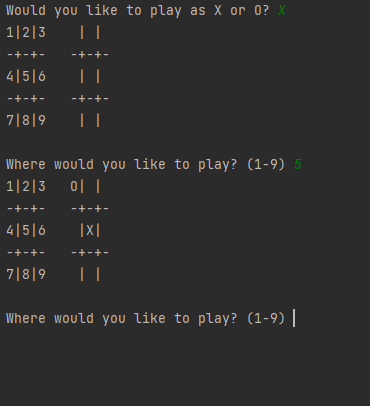 Would you like to play as X or O? X
1|2|3    | |
-+-+-   -+-+-
4|5|6    | |
-+-+-   -+-+-
7|8|9    | |

Where would you like to play? (1-9) 5
1|2|3   O| |
-+-+-   -+-+-
4|5|6    |X|
-+-+-   -+-+-
7|8|9    | |

Where would you like to play? (1-9)